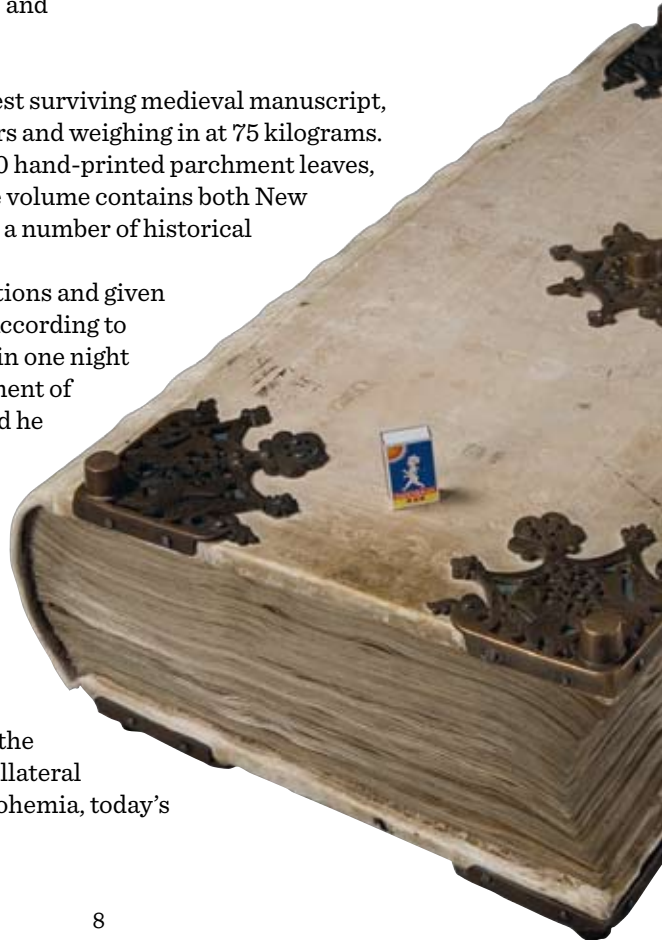 and
est surviving medieval manuscript,
rs and weighing in at 75 kilograms.
0 hand-printed parchment leaves,
e volume contains both New
a number of historical
tions and given
ccording to
in one night
nent of
d he
the
llateral
ohemia, today's
8